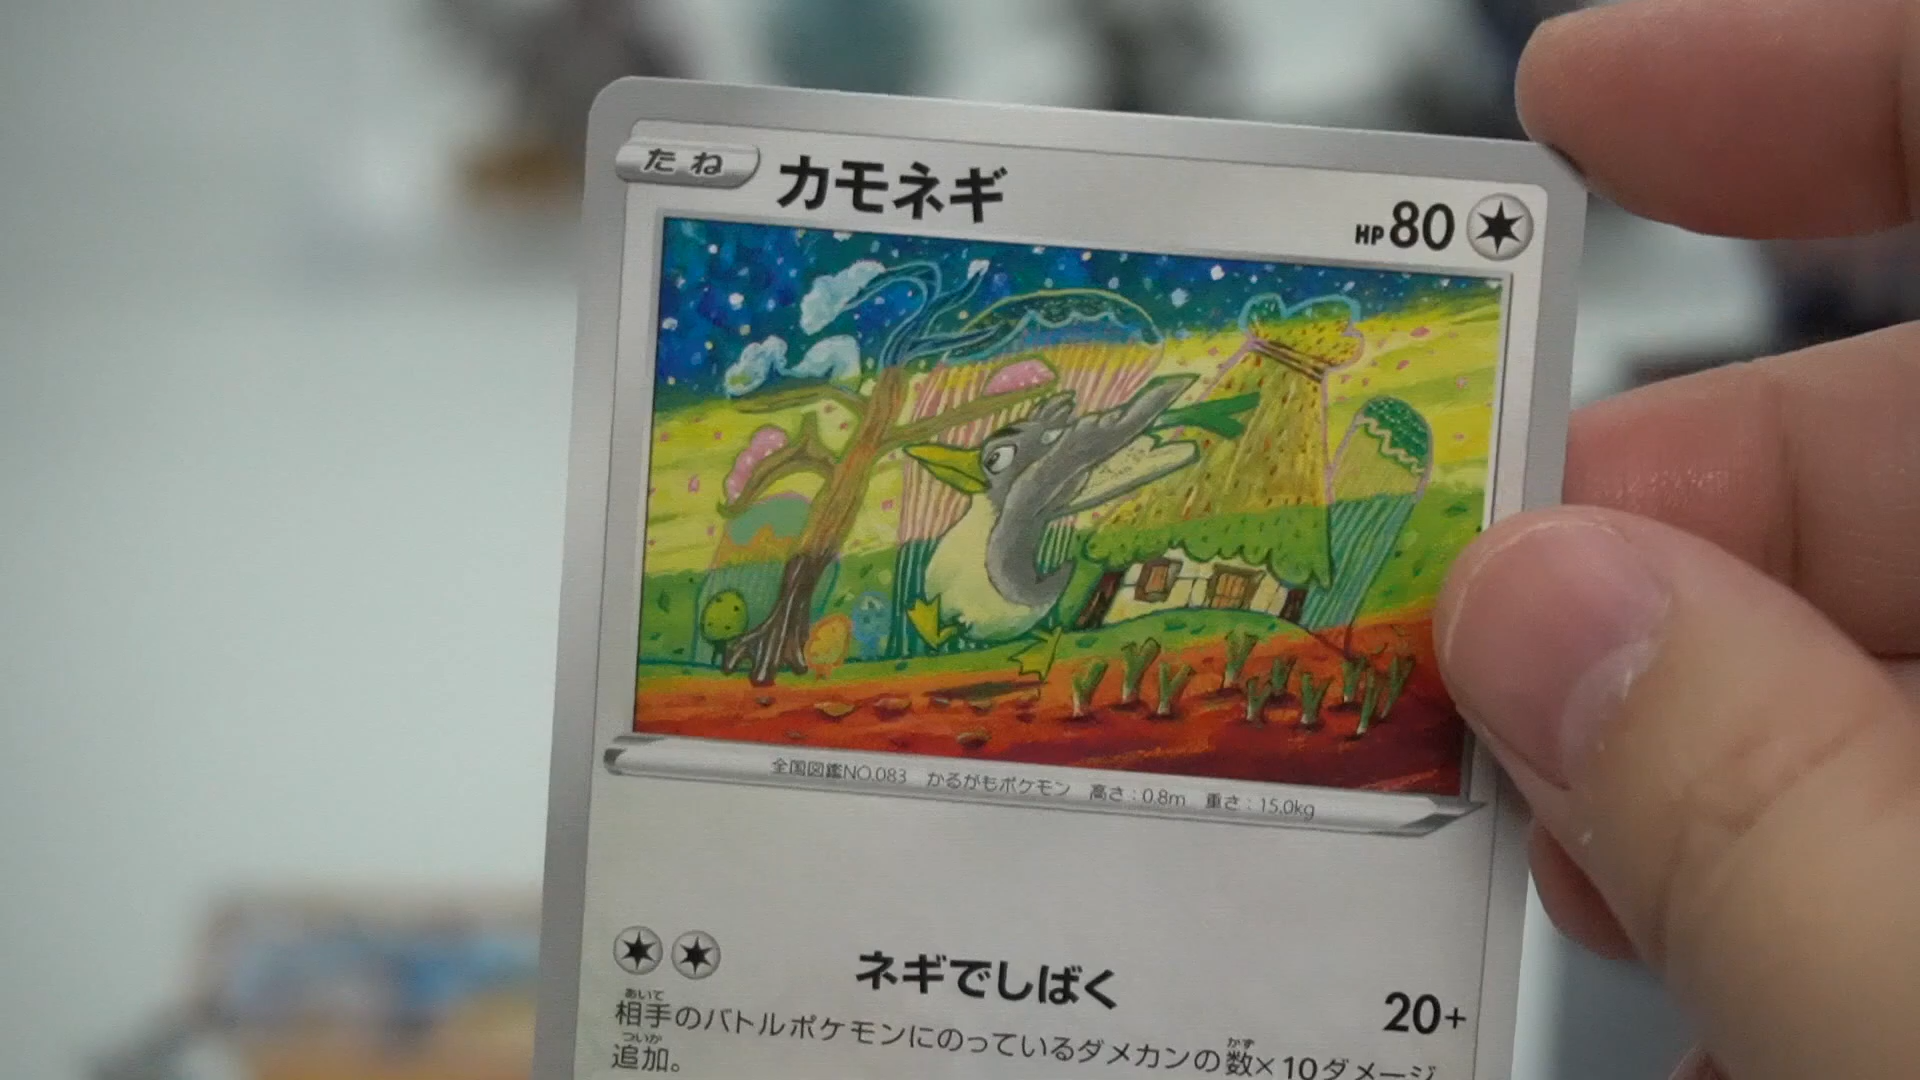 たね カモネギ HP80
全国図鑑NO.083 かるがもポケモン 高さ:0.8m 重さ:15.0kg
ネギでしばく 20+
相手のバトルポケモンにのっているダメカンの数×10ダメージ
追加。